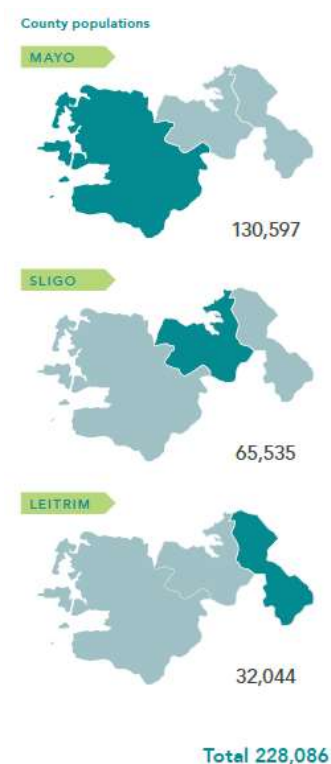 County populations
MAYO
130,597
SLIGO
65,535
LEITRIM
32,044
Total 228,086